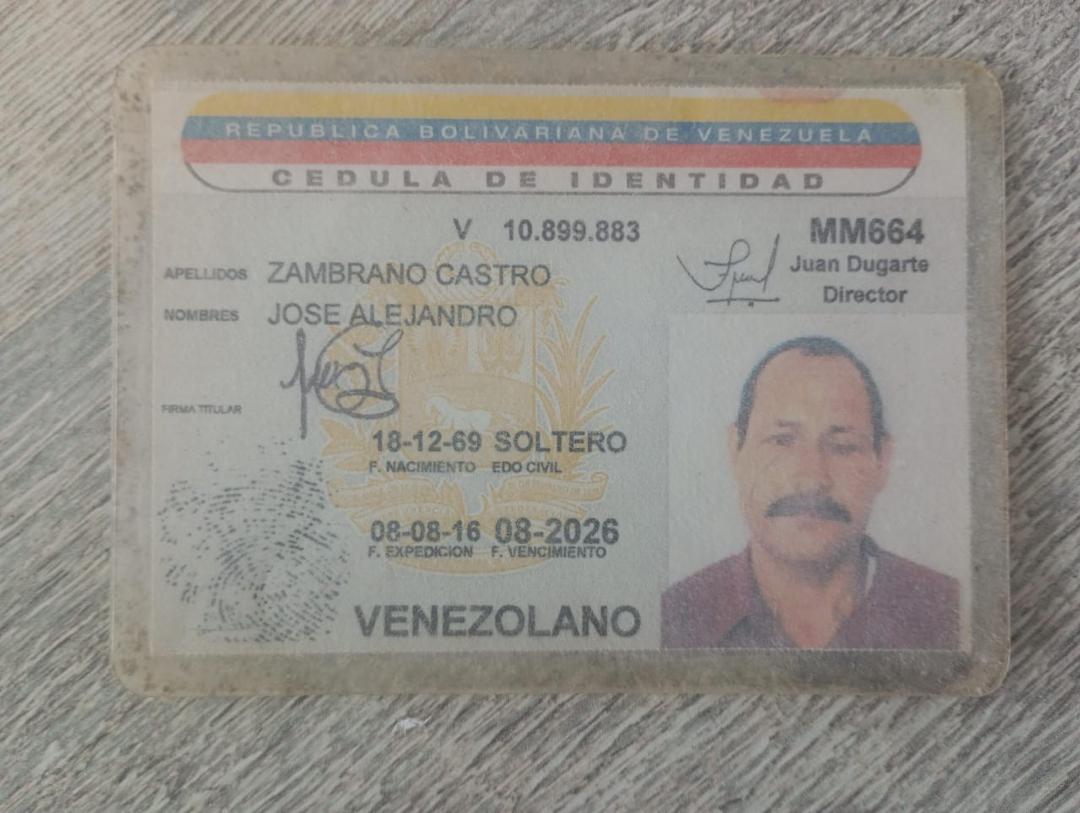 REPUBLICA BOLIVARIANA DE VENEZUELA
CEDULA DE IDENTIDAD
V 10.899.883
MM664
Juan Dugarte
Director
APELLIDOS ZAMBRANO CASTRO
NOMBRES JOSE ALEJANDRO
FIRMA TITULAR
18-12-69 SOLTERO
F. NACIMIENTO EDO CIVIL
08-08-16 08-2026
F. EXPEDICION F. VENCIMIENTO
VENEZOLANO